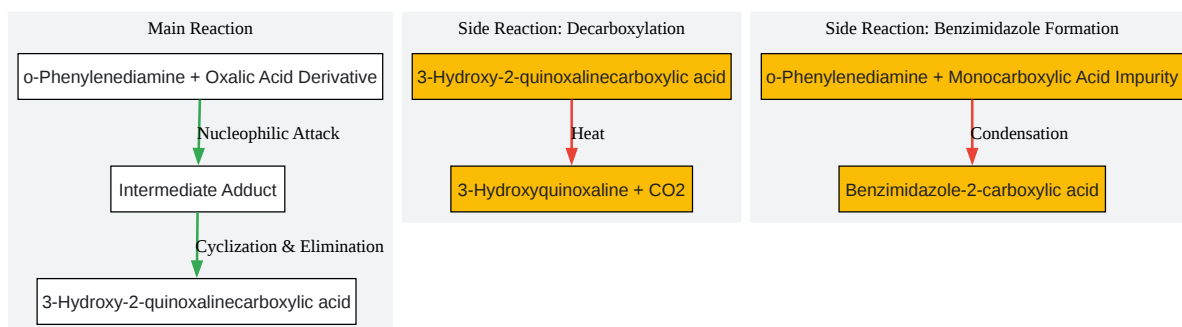 Main Reaction
o-Phenylenediamine + Oxalic Acid Derivative
Nucleophilic Attack
Intermediate Adduct
Cyclization & Elimination
3-Hydroxy-2-quinoxalinecarboxylic acid
Side Reaction: Decarboxylation
3-Hydroxy-2-quinoxalinecarboxylic acid
Heat
3-Hydroxyquinoxaline + CO2
Side Reaction: Benzimidazole Formation
o-Phenylenediamine + Monocarboxylic Acid Impurity
Condensation
Benzimidazole-2-carboxylic acid